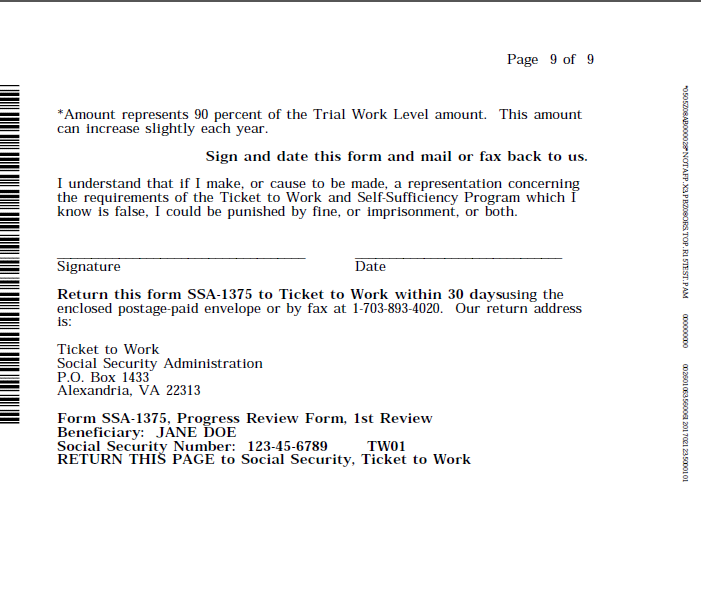 Page 9 of 9
*Amount represents 90 percent of the Trial Work Level amount. This amount
can increase slightly each year.
Sign and date this form and mail or fax back to us.
I understand that if I make, or cause to be made, a representation concerning
the requirements of the Ticket to Work and Self-Sufficiency Program which I
know is false, I could be punished by fine, or imprisonment, or both.
Signature Date
Return this form SSA-1375 to Ticket to Work within 30 daysusing the
enclosed postage-paid envelope or by fax at 1-703-893-4020. Our return address
is:
Ticket to Work
Social Security Administration
P.O. Box 1433
Alexandria, VA 22313
Form SSA-1375, Progress Review Form, 1st Review
Beneficiary: JANE DOE
Social Security Number: 123-45-6789 TW01
RETURN THIS PAGE to Social Security, Ticket to Work